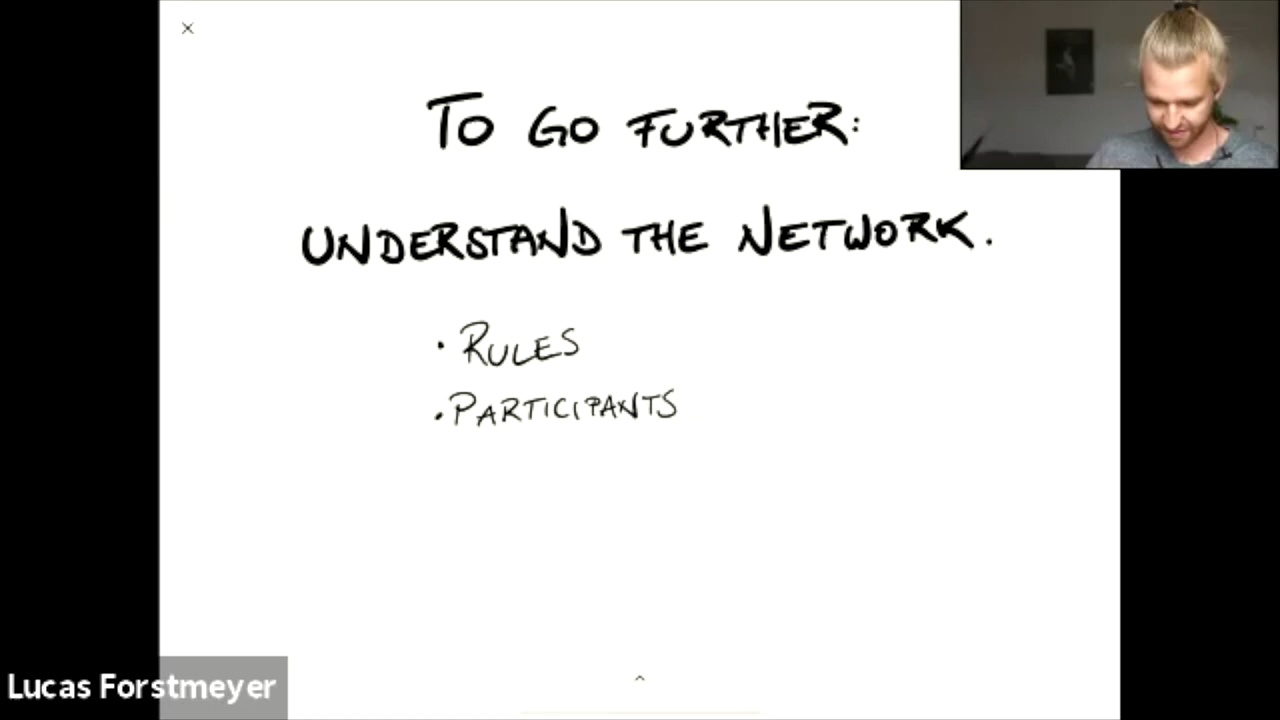 TO GO FURTHER:
UNDERSTAND THE NETWORK.
• RULES
• PARTICIPANTS
Lucas Forstmeyer